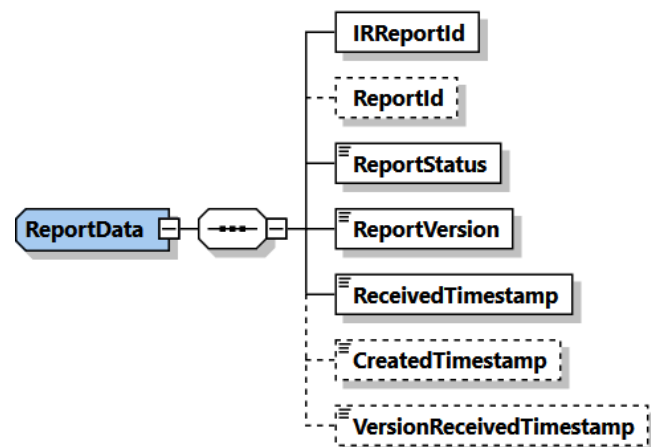 IRReportId
ReportId
ReportStatus
ReportData
ReportVersion
ReceivedTimestamp
CreatedTimestamp
VersionReceivedTimestamp